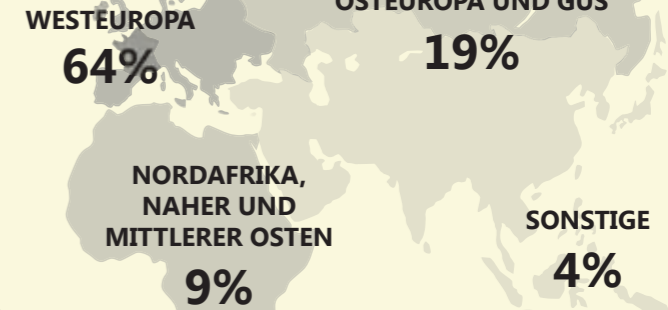 WESTEUROPA
64%
OSTEUROPA UND GUS
19%
NORDAFRIKA,
NAHER UND
MITTLERER OSTEN
9%
SONSTIGE
4%